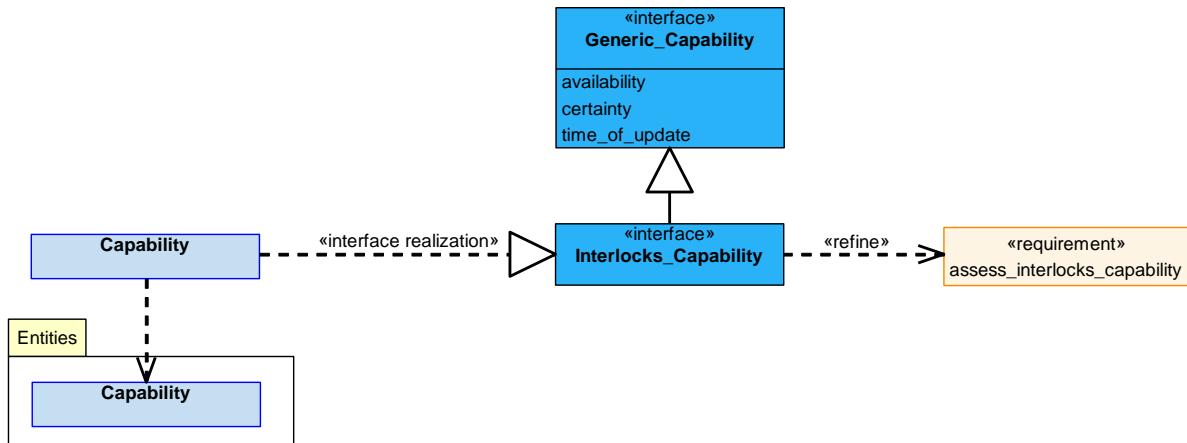 «interface»
Generic_Capability
availability
certainty
time_of_update
Capability
«interface realization»
«interface»
Interlocks_Capability
«refine»
«requirement»
assess_interlocks_capability
Entities
Capability